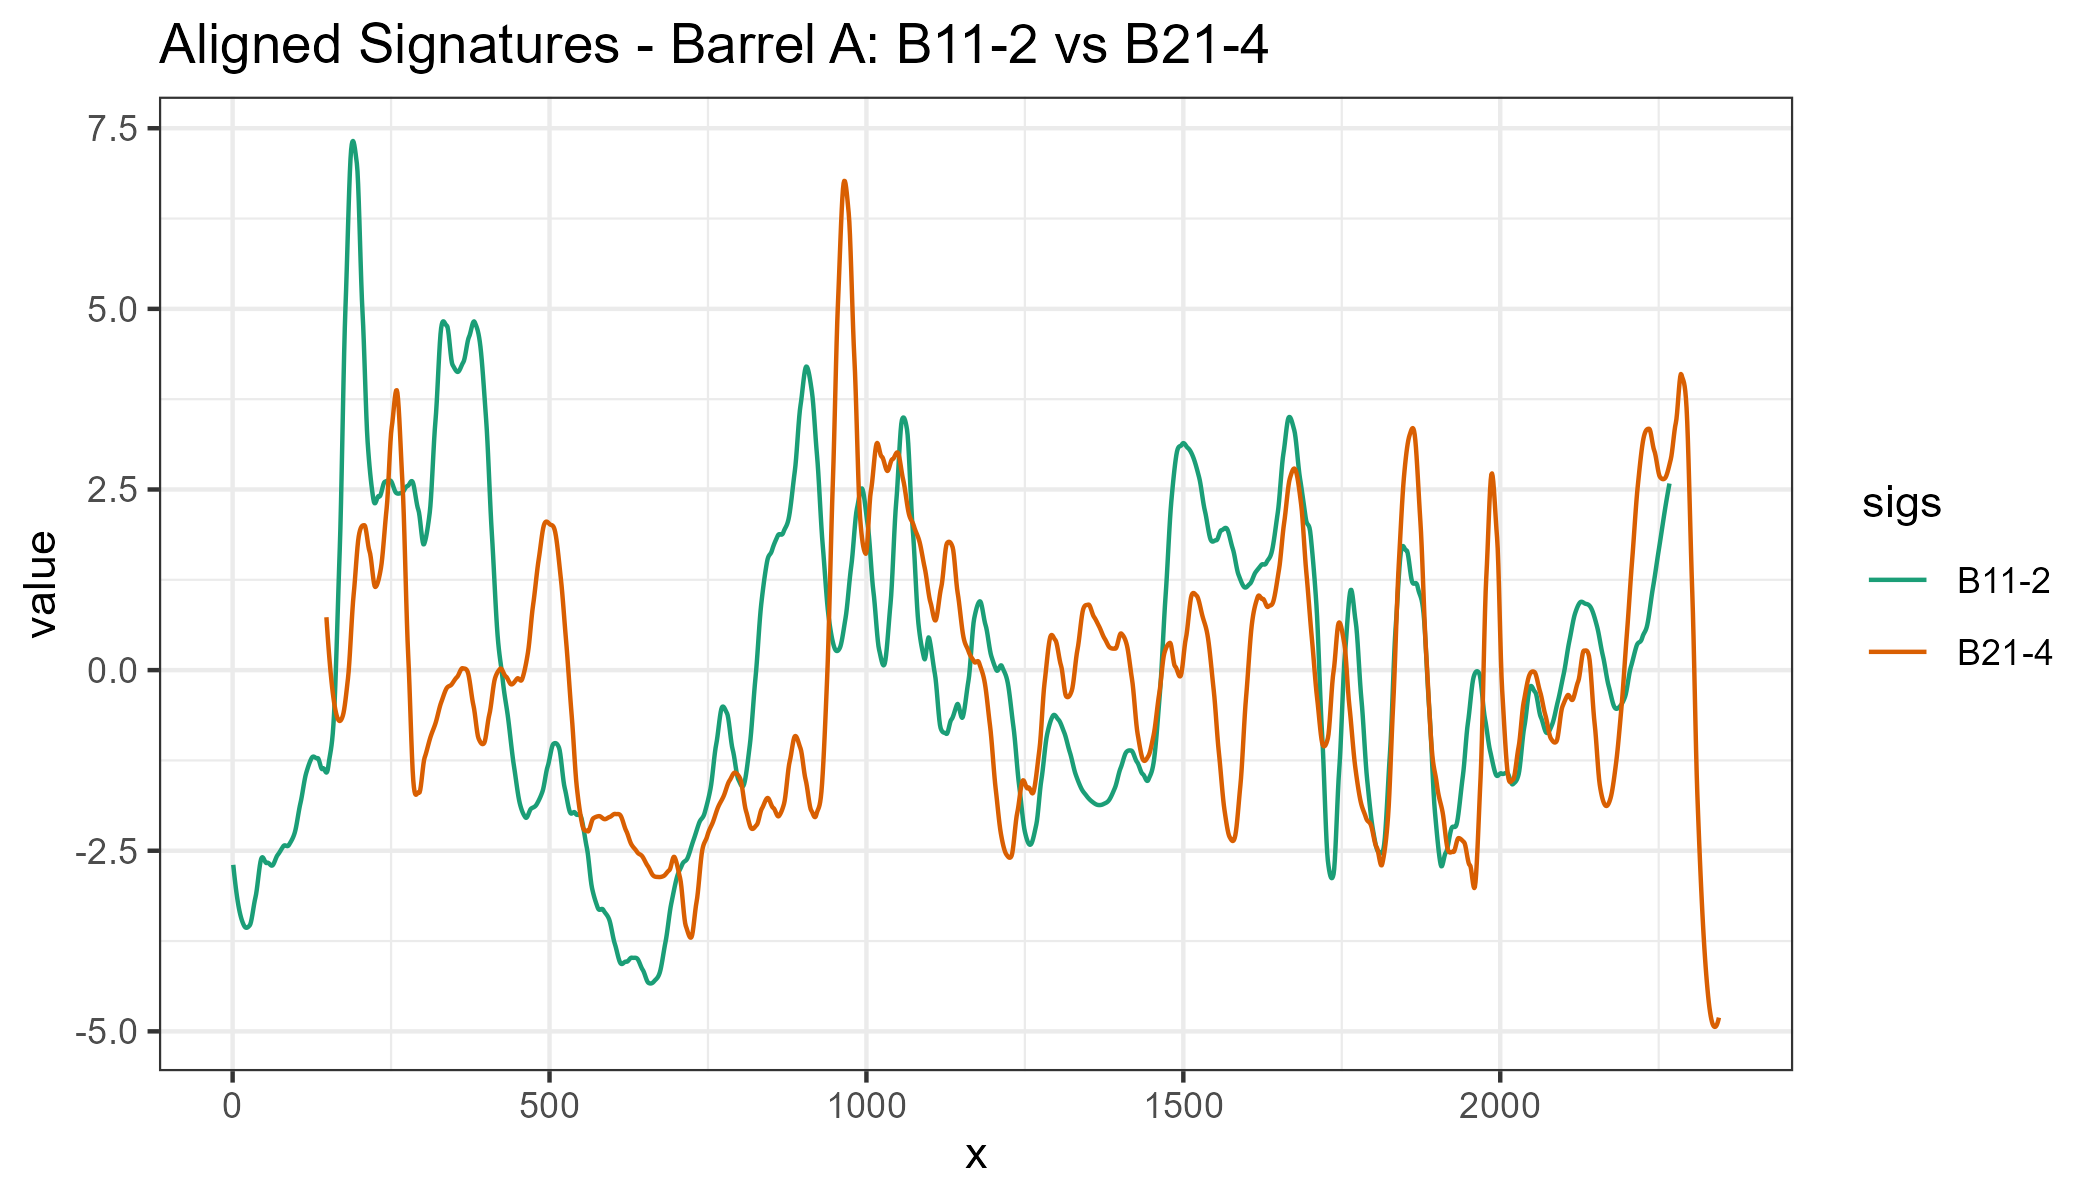 Aligned Signatures - Barrel A: B11-2 vs B21-4
7.5
5.0
2.5
0.0
-2.5
-5.0
value
0 500 1000 1500 2000
x
sigs
B11-2
B21-4